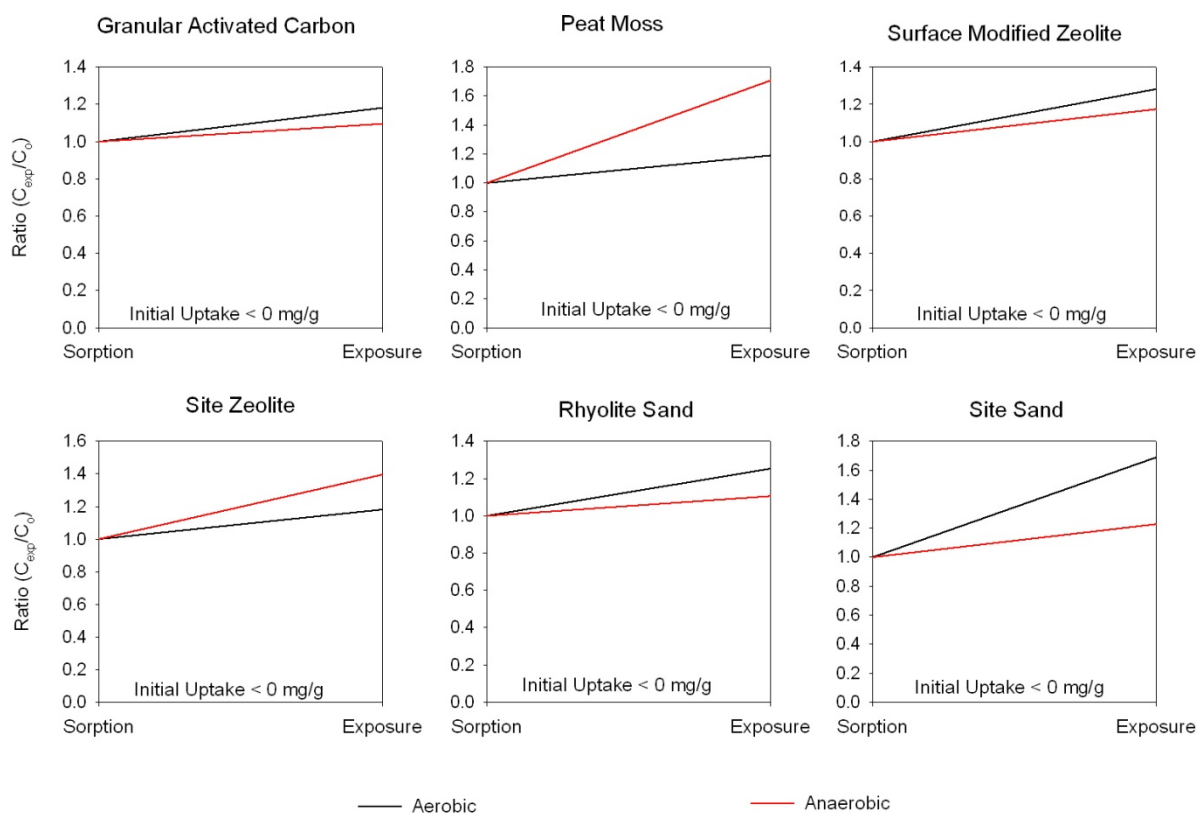 Granular Activated Carbon
Peat Moss
Surface Modified Zeolite
Ratio (Cexp/Co)
1.4
1.2
1.0
0.8
0.6
0.4
0.2
0.0
Initial Uptake < 0 mg/g
Sorption
Exposure
1.8
1.6
1.4
1.2
1.0
0.8
0.6
0.4
0.2
0.0
Initial Uptake < 0 mg/g
Sorption
Exposure
1.4
1.2
1.0
0.8
0.6
0.4
0.2
0.0
Initial Uptake < 0 mg/g
Sorption
Exposure
Site Zeolite
Rhyolite Sand
Site Sand
Ratio (Cexp/Co)
1.6
1.4
1.2
1.0
0.8
0.6
0.4
0.2
0.0
Initial Uptake < 0 mg/g
Sorption
Exposure
1.4
1.2
1.0
0.8
0.6
0.4
0.2
0.0
Initial Uptake < 0 mg/g
Sorption
Exposure
1.8
1.6
1.4
1.2
1.0
0.8
0.6
0.4
0.2
0.0
Initial Uptake < 0 mg/g
Sorption
Exposure
Aerobic
Anaerobic